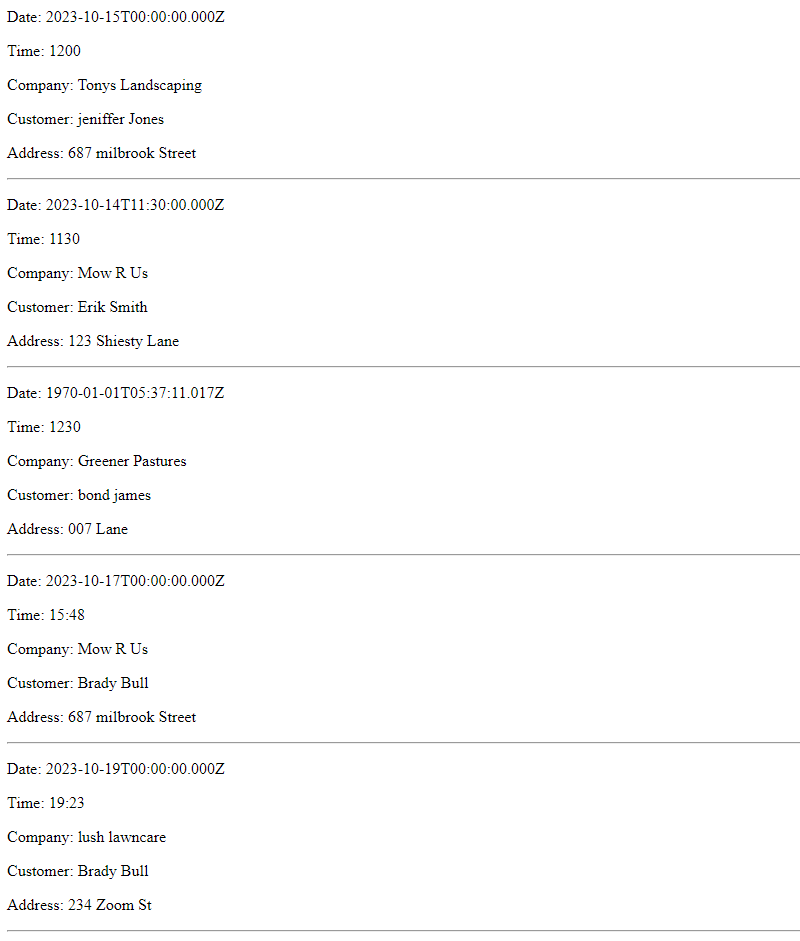 Date: 2023-10-15T00:00:00.000Z
Time: 1200
Company: Tonys Landscaping
Customer: jeniffer Jones
Address: 687 milbrook Street
Date: 2023-10-14T11:30:00.000Z
Time: 1130
Company: Mow R Us
Customer: Erik Smith
Address: 123 Shiesty Lane
Date: 1970-01-01T05:37:11.017Z
Time: 1230
Company: Greener Pastures
Customer: bond james
Address: 007 Lane
Date: 2023-10-17T00:00:00.000Z
Time: 15:48
Company: Mow R Us
Customer: Brady Bull
Address: 687 milbrook Street
Date: 2023-10-19T00:00:00.000Z
Time: 19:23
Company: lush lawncare
Customer: Brady Bull
Address: 234 Zoom St